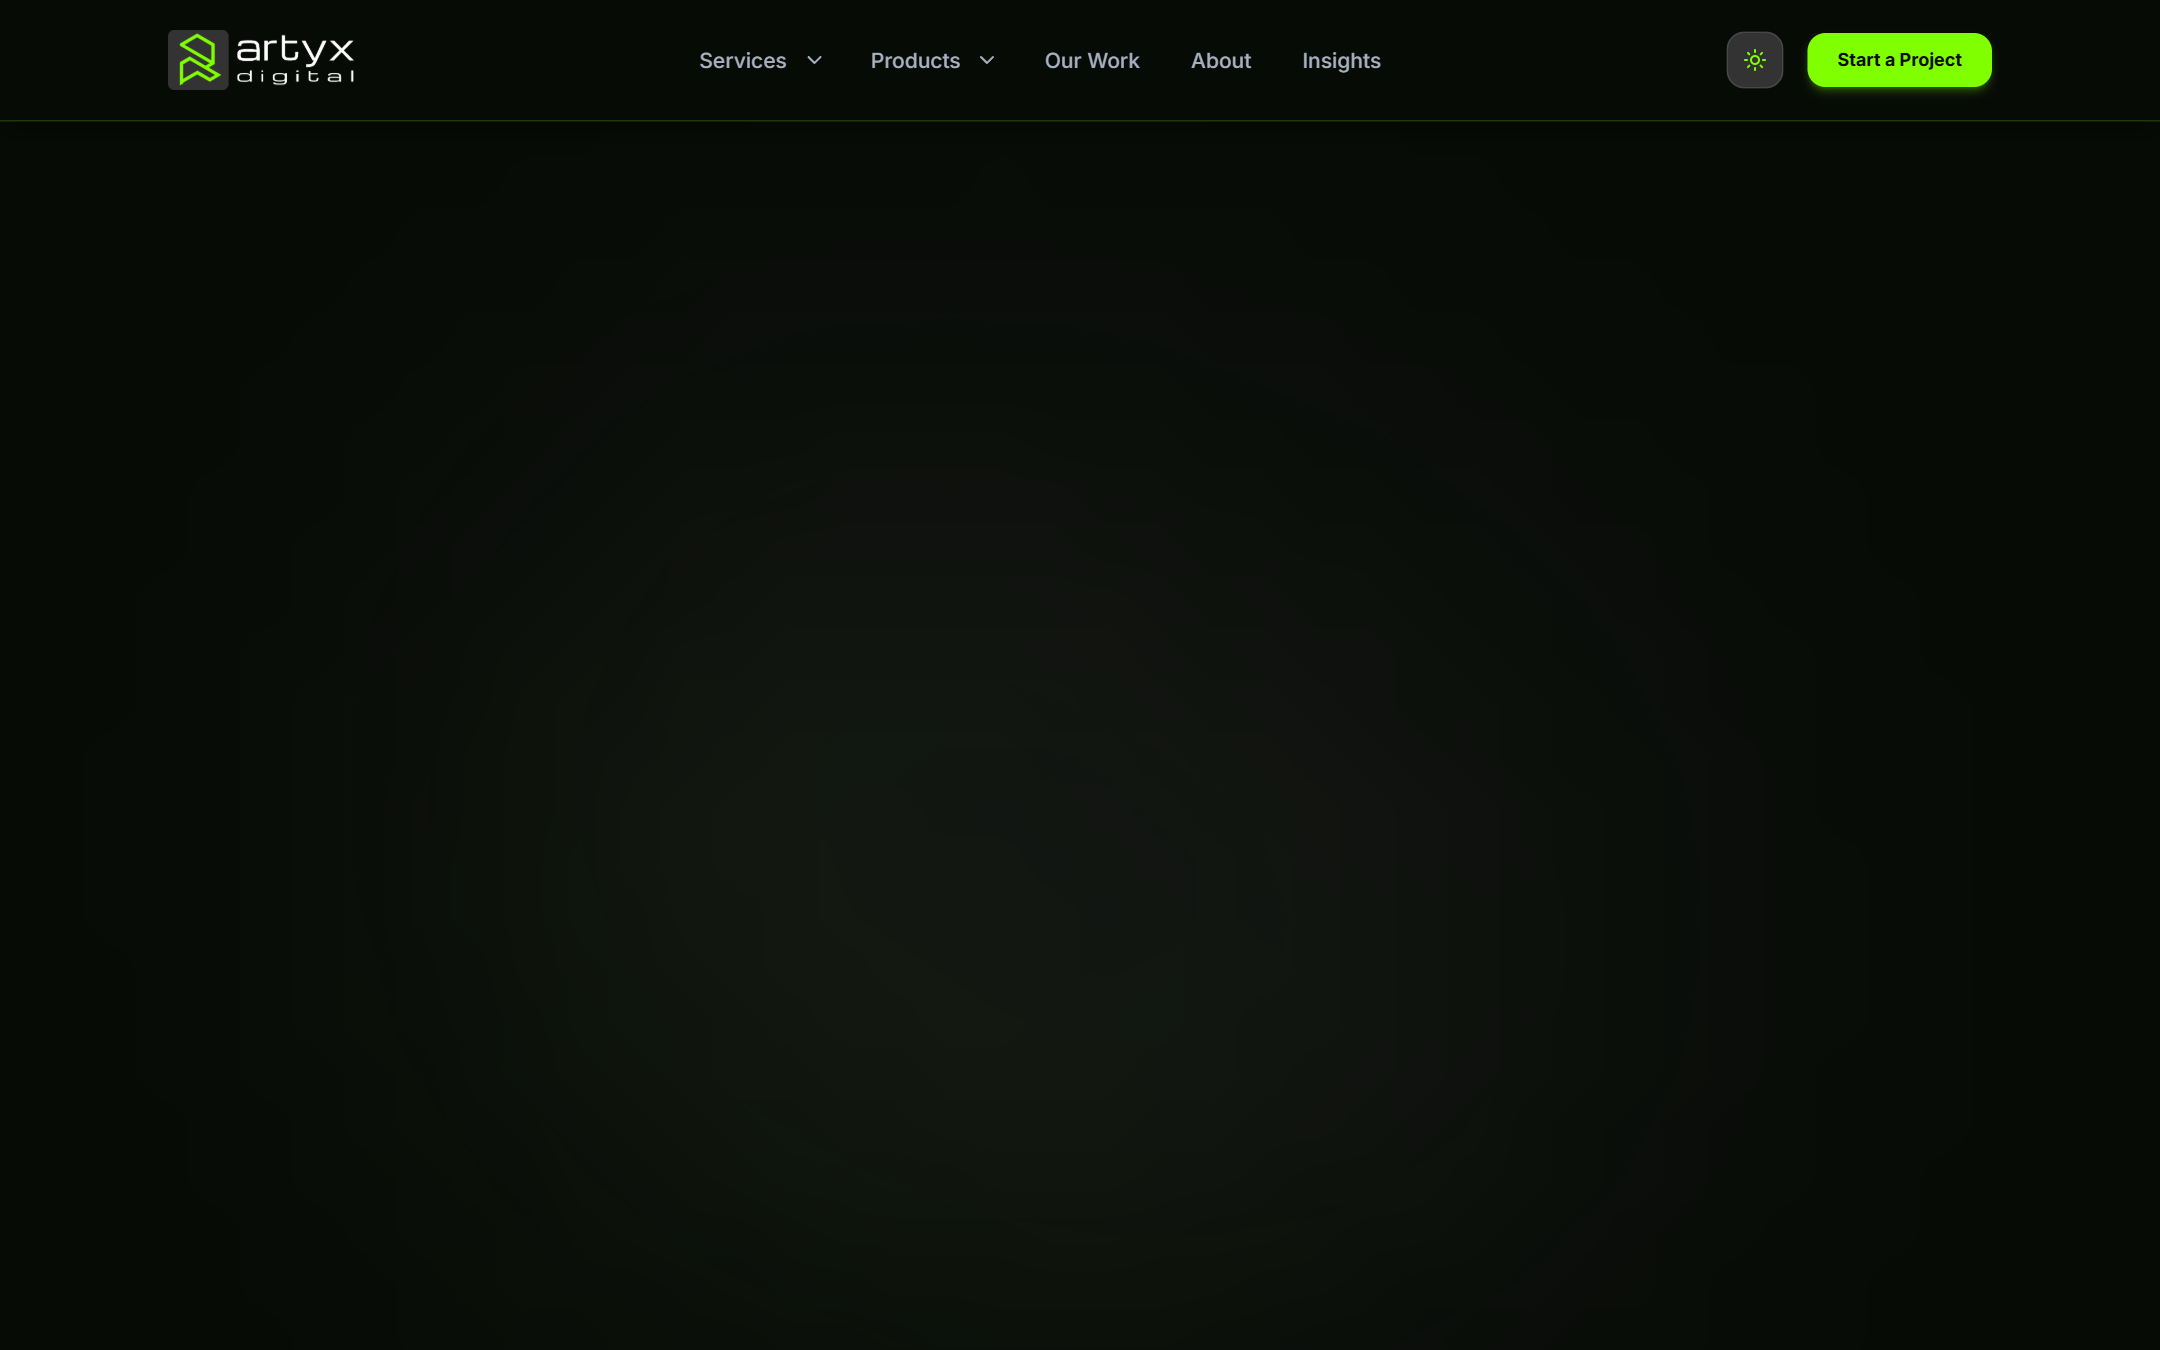 artyx
digital
Services
Products
Our Work
About
Insights
Start a Project